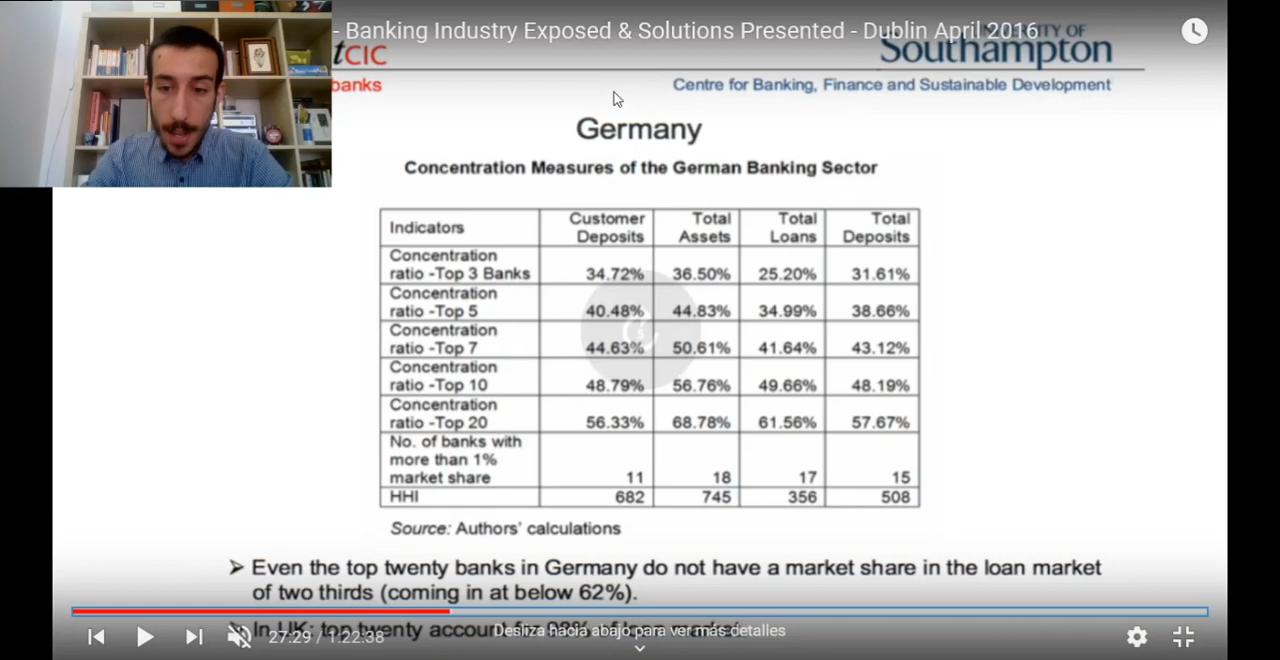 - Banking Industry Exposed & Solutions Presented - Dublin April 2016
tCIC
UNIVERSITY OF
Southampton
banks
Centre for Banking, Finance and Sustainable Development
Germany
Concentration Measures of the German Banking Sector
Indicators Customer Deposits Total Assets Total Loans Total Deposits
Concentration
ratio -Top 3 Banks 34.72% 36.50% 25.20% 31.61%
Concentration
ratio -Top 5 40.48% 44.83% 34.99% 38.66%
Concentration
ratio -Top 7 44.63% 50.61% 41.64% 43.12%
Concentration
ratio -Top 10 48.79% 56.76% 49.66% 48.19%
Concentration
ratio -Top 20 56.33% 68.78% 61.56% 57.67%
No. of banks with
more than 1%
market share 11 18 17 15
HHI 682 745 356 508
Source: Authors' calculations
➢ Even the top twenty banks in Germany do not have a market share in the loan market
of two thirds (coming in at below 62%).
➢ In UK: top twenty account for 98% of loan market
27:29 / 1:22:38
Desliza hacia abajo para ver más detalles